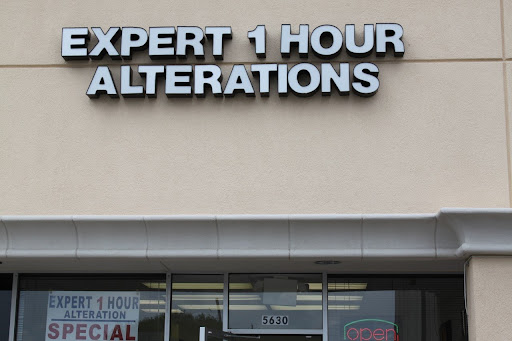 EXPERT 1 HOUR
ALTERATIONS
EXPERT 1 HOUR
ALTERATION
SPECIAL
5630
open